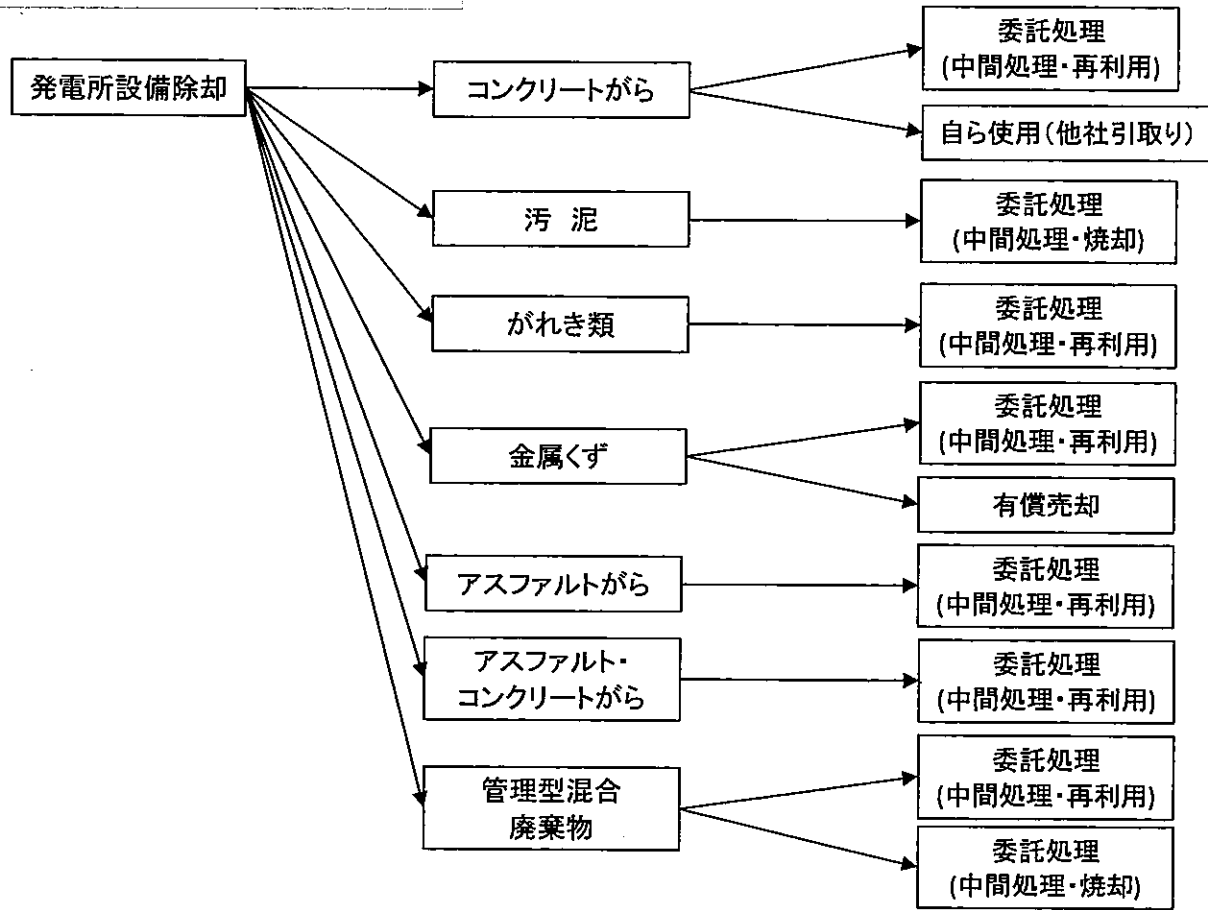 発電所設備除却
コンクリートがら
委託処理
(中間処理・再利用)
自ら使用(他社引取り)
汚 泥
委託処理
(中間処理・焼却)
がれき類
委託処理
(中間処理・再利用)
金属くず
委託処理
(中間処理・再利用)
有償売却
アスファルトがら
委託処理
(中間処理・再利用)
アスファルト・
コンクリートがら
委託処理
(中間処理・再利用)
管理型混合
廃棄物
委託処理
(中間処理・再利用)
委託処理
(中間処理・焼却)